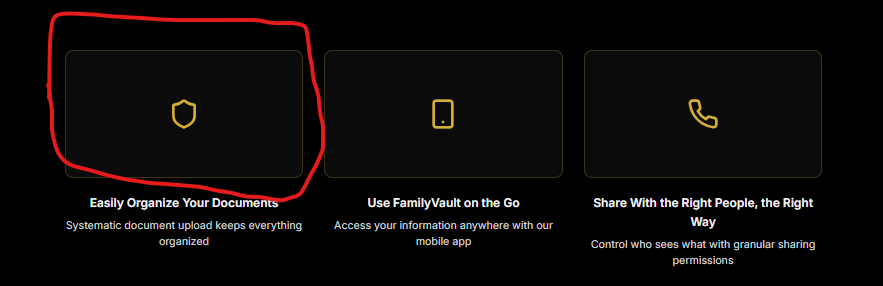 Easily Organize Your Documents
Systematic document upload keeps everything
organized
Use FamilyVault on the Go
Access your information anywhere with our
mobile app
Share With the Right People, the Right
Way
Control who sees what with granular sharing
permissions